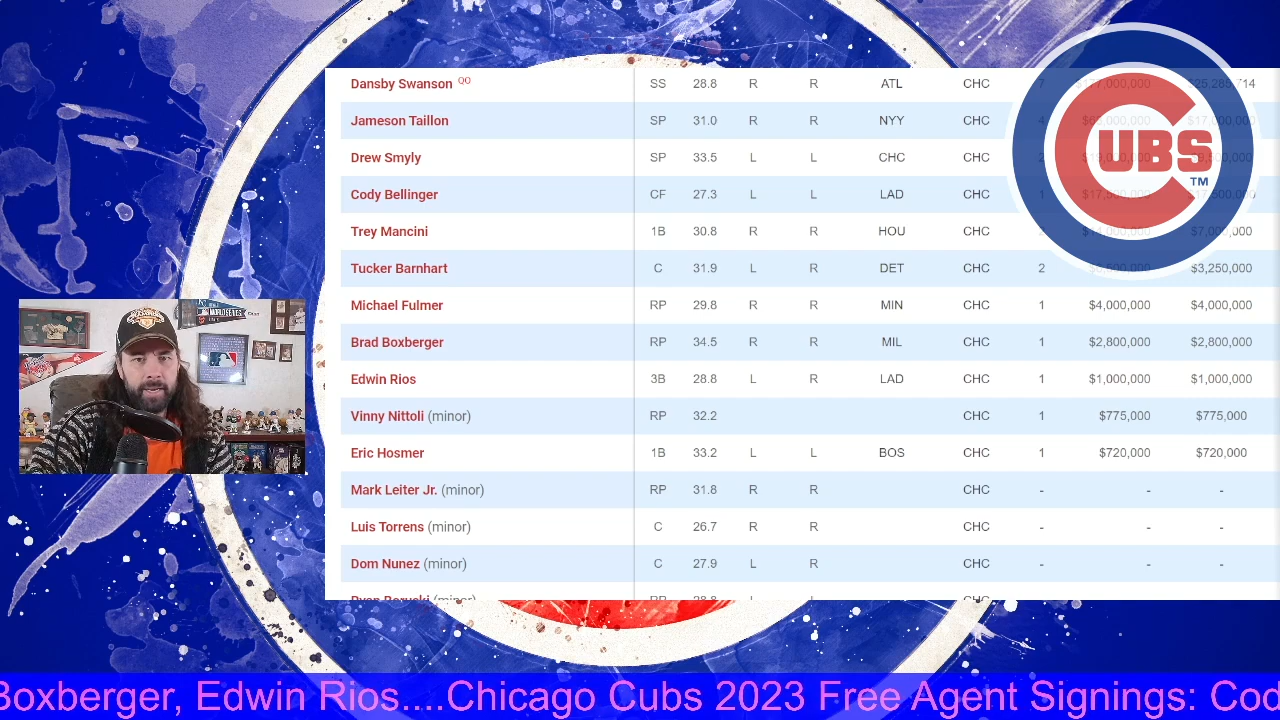 Dansby Swanson QO SS 28.8 R R ATL CHC 7
Jameson Taillon SP 31.0 R R NYY CHC 4
Drew Smyly SP 33.5 L L CHC CHC 2
Cody Bellinger CF 27.3 L L LAD CHC 1
Trey Mancini 1B 30.8 R R HOU CHC
Tucker Barnhart C 31.9 L R DET CHC 2 $3,250,000
Michael Fulmer RP 29.8 R R MIN CHC 1 $4,000,000 $4,000,000
Brad Boxberger RP 34.5 R R MIL CHC 1 $2,800,000 $2,800,000
Edwin Rios 3B 28.8 L R LAD CHC 1 $1,000,000 $1,000,000
Vinny Nittoli (minor) RP 32.2 CHC 1 $775,000 $775,000
Eric Hosmer 1B 33.2 L L BOS CHC 1 $720,000 $720,000
Mark Leiter Jr. (minor) RP 31.8 R R CHC - - -
Luis Torrens (minor) C 26.7 R R CHC - - -
Dom Nunez (minor) C 27.9 L R CHC - - -
CUBS
TM
Boxberger, Edwin Rios....Chicago Cubs 2023 Free Agent Signings: Cod